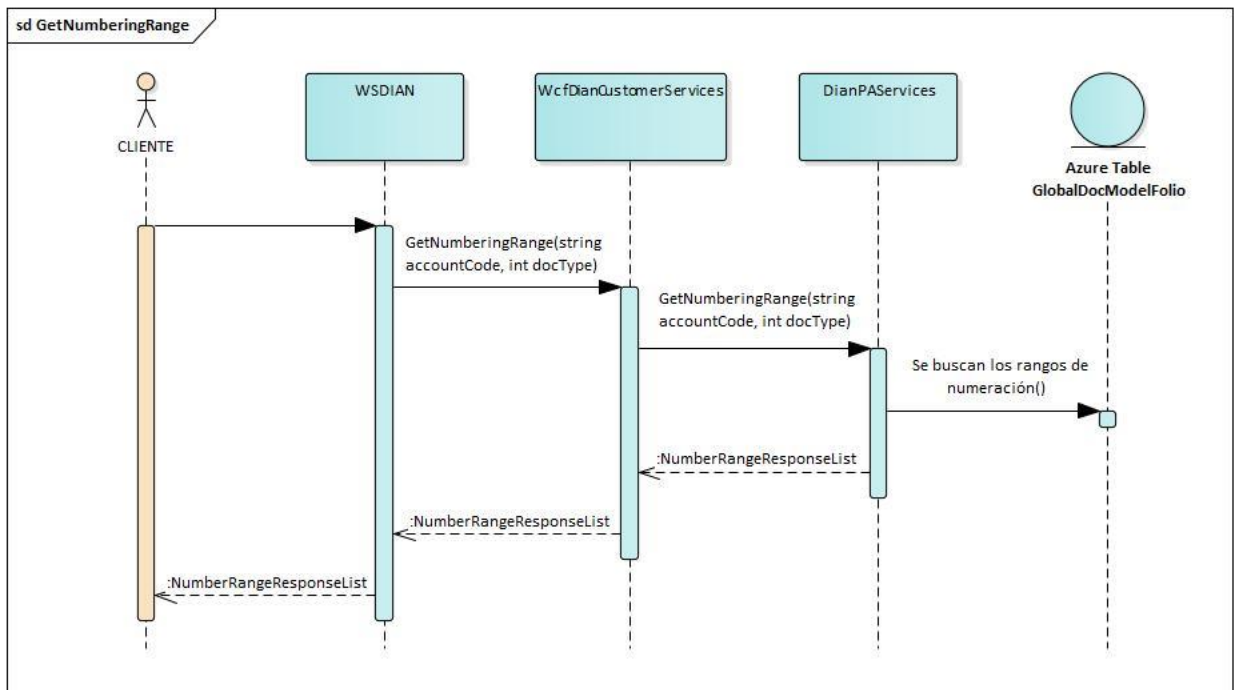 sd GetNumberingRange
CLIENTE
WSDIAN
WcfDianCustomerServices
DianPAServices
Azure Table
GlobalDocModelFolio
GetNumberingRange(string
accountCode, int docType)
GetNumberingRange(string
accountCode, int docType)
Se buscan los rangos de
numeración()
:NumberRangeResponseList
:NumberRangeResponseList
:NumberRangeResponseList